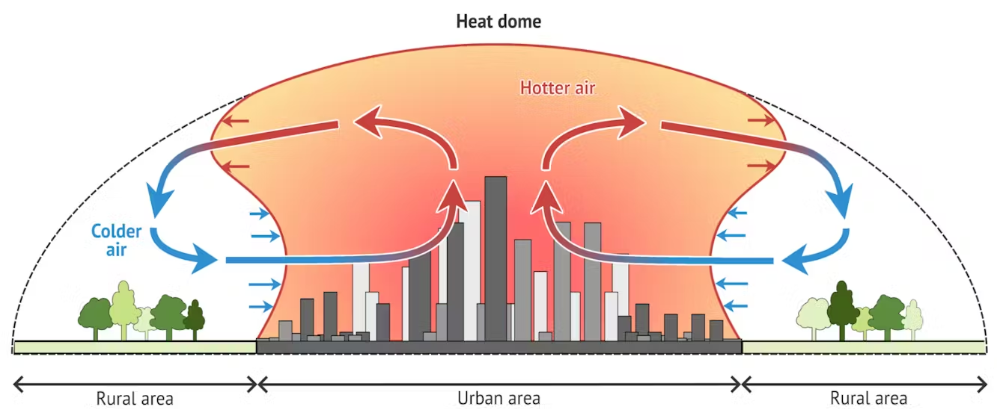 Heat dome
Hotter air
Colder
air
Rural area
Urban area
Rural area